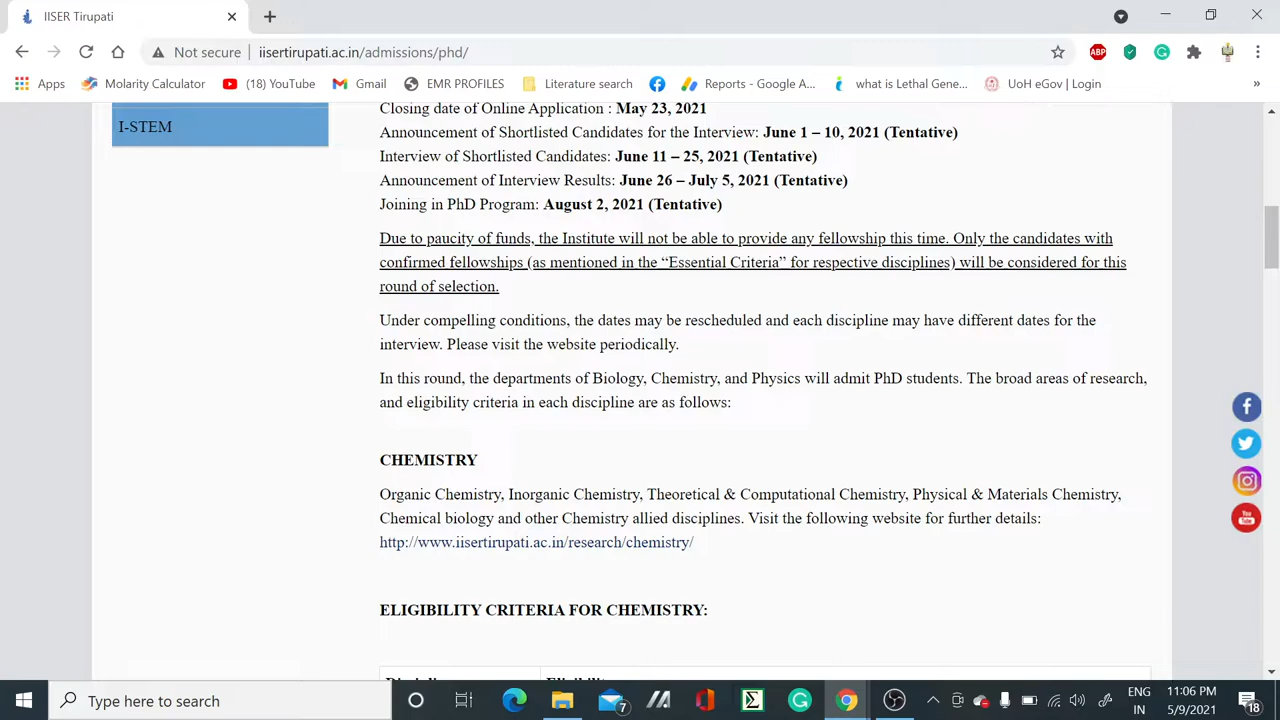 IISER Tirupati
Not secure
iisertirupati.ac.in/admissions/phd/
ABP
Apps
Molarity Calculator
(18) YouTube
Gmail
EMR PROFILES
Literature search
Reports - Google A...
what is Lethal Gene...
UoH eGov | Login
»
I-STEM
Closing date of Online Application : May 23, 2021
Announcement of Shortlisted Candidates for the Interview: June 1 – 10, 2021 (Tentative)
Interview of Shortlisted Candidates: June 11 – 25, 2021 (Tentative)
Announcement of Interview Results: June 26 – July 5, 2021 (Tentative)
Joining in PhD Program: August 2, 2021 (Tentative)
Due to paucity of funds, the Institute will not be able to provide any fellowship this time. Only the candidates with
confirmed fellowships (as mentioned in the “Essential Criteria” for respective disciplines) will be considered for this
round of selection.
Under compelling conditions, the dates may be rescheduled and each discipline may have different dates for the
interview. Please visit the website periodically.
In this round, the departments of Biology, Chemistry, and Physics will admit PhD students. The broad areas of research,
and eligibility criteria in each discipline are as follows:
CHEMISTRY
Organic Chemistry, Inorganic Chemistry, Theoretical & Computational Chemistry, Physical & Materials Chemistry,
Chemical biology and other Chemistry allied disciplines. Visit the following website for further details:
http://www.iisertirupati.ac.in/research/chemistry/
ELIGIBILITY CRITERIA FOR CHEMISTRY:
You
Tube
Type here to search
7
ENG
IN
11:06 PM
5/9/2021
18